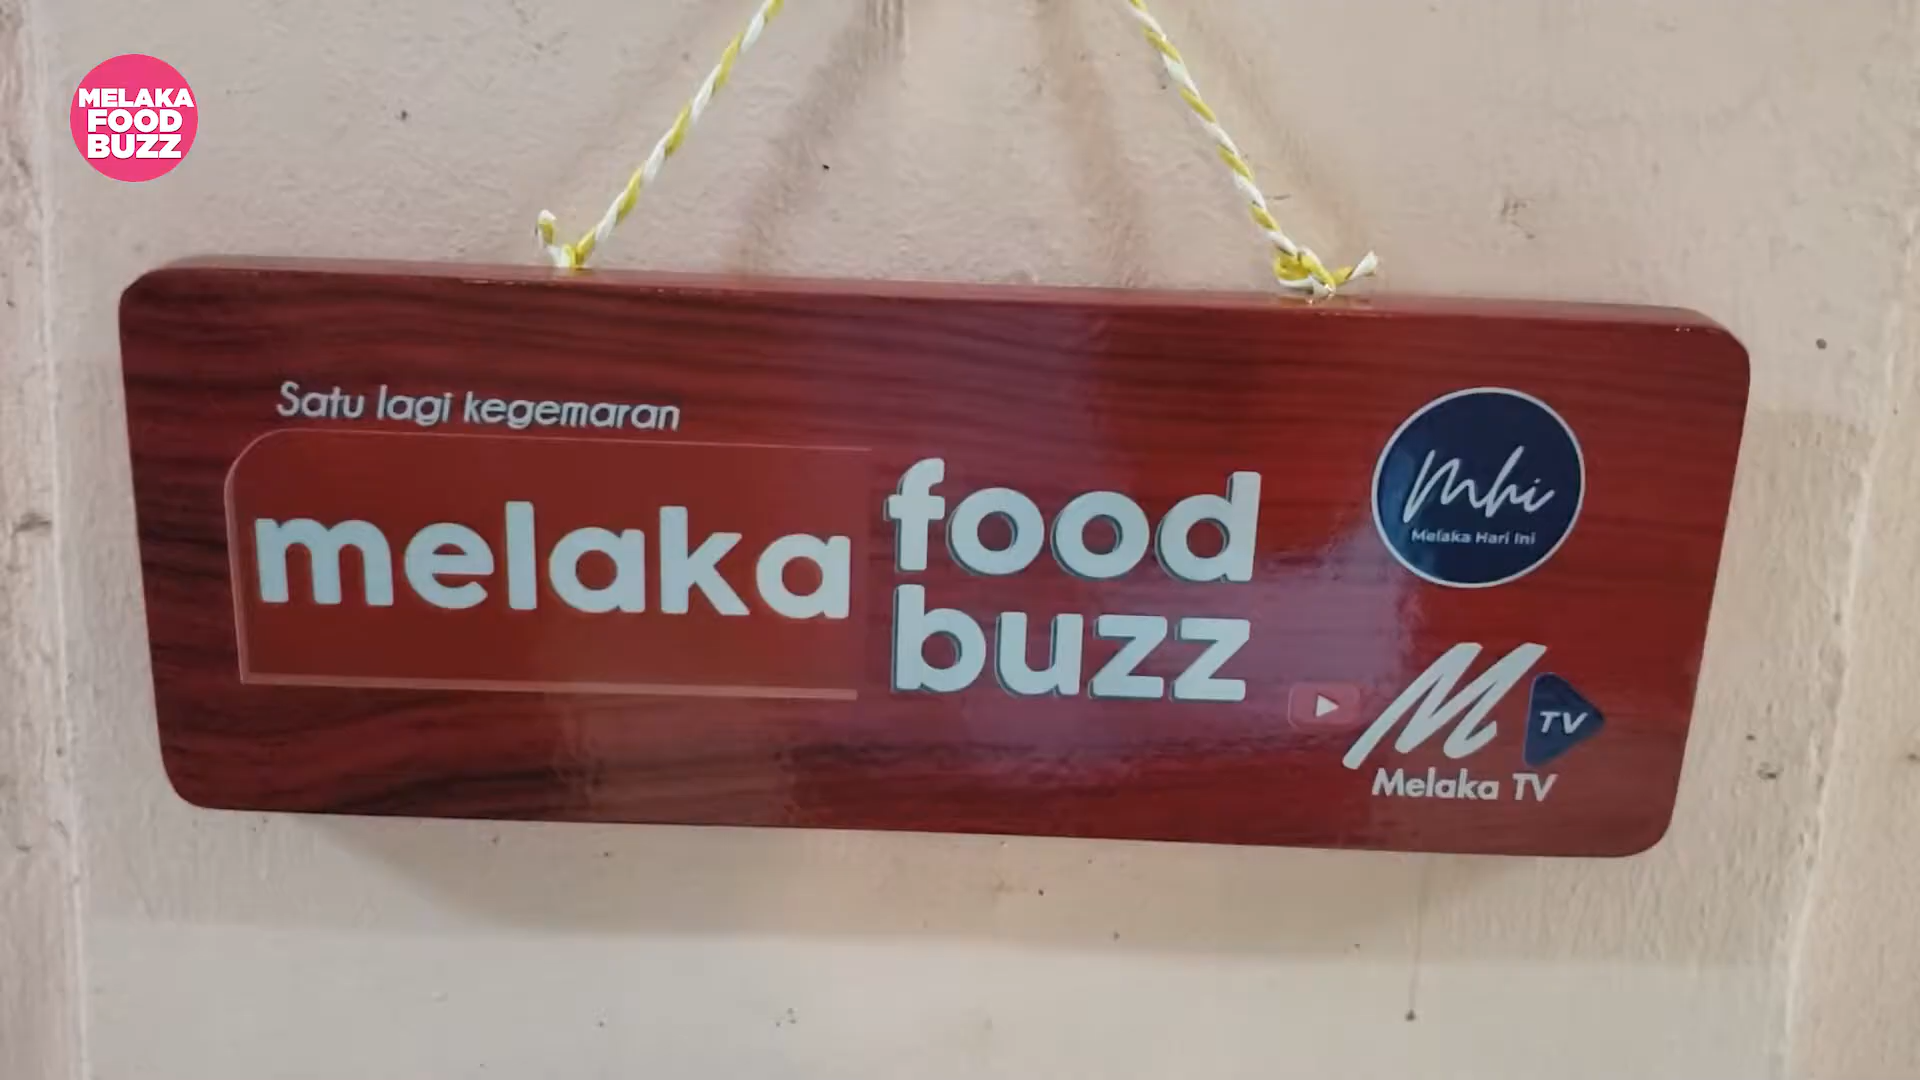 MELAKA
FOOD
BUZZ
Satu lagi kegemaran
melaka
food
buzz
Mhi
Melaka Hari Ini
M TV
Melaka TV